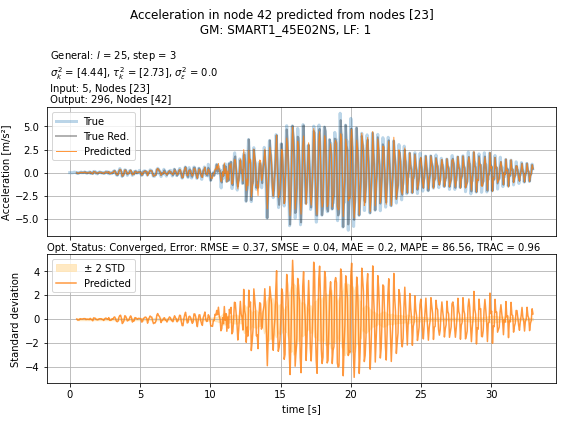 Acceleration in node 42 predicted from nodes [23]
GM: SMART1_45E02NS, LF: 1
General: l = 25, step = 3
σ²ₖ = [4.44], τ²ₖ = [2.73], σ²ε = 0.0
Input: 5, Nodes [23]
Output: 296, Nodes [42]
True
True Red.
Predicted
5.0
2.5
0.0
−2.5
−5.0
Acceleration [m/s²]
Opt. Status: Converged, Error: RMSE = 0.37, SMSE = 0.04, MAE = 0.2, MAPE = 86.56, TRAC = 0.96
± 2 STD
Predicted
4
2
0
−2
−4
Standard deviation
0 5 10 15 20 25 30
time [s]